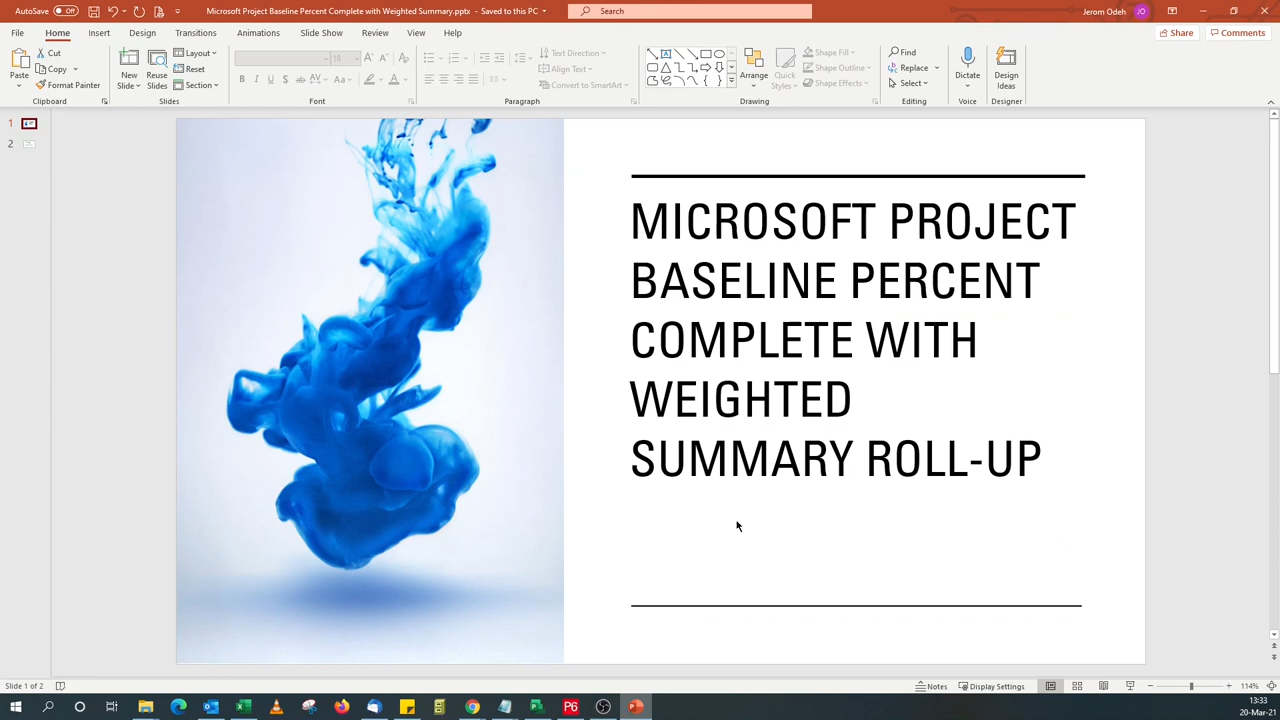 AutoSave Off
Microsoft Project Baseline Percent Complete with Weighted Summary.pptx - Saved to this PC
Search
Jerom Odeh JO
File Home Insert Design Transitions Animations Slide Show Review View Help
Share Comments
Paste
Cut
Copy
Format Painter
Clipboard
New Slide
Reuse Slides
Layout
Reset
Section
Slides
18
Font
Text Direction
Align Text
Convert to SmartArt
Paragraph
Arrange
Quick Styles
Shape Fill
Shape Outline
Shape Effects
Drawing
Find
Replace
Select
Editing
Dictate
Voice
Design Ideas
Designer
1
2
MICROSOFT PROJECT
BASELINE PERCENT
COMPLETE WITH
WEIGHTED
SUMMARY ROLL-UP
Slide 1 of 2
Notes Display Settings 114%
P6
13:33
20-Mar-21